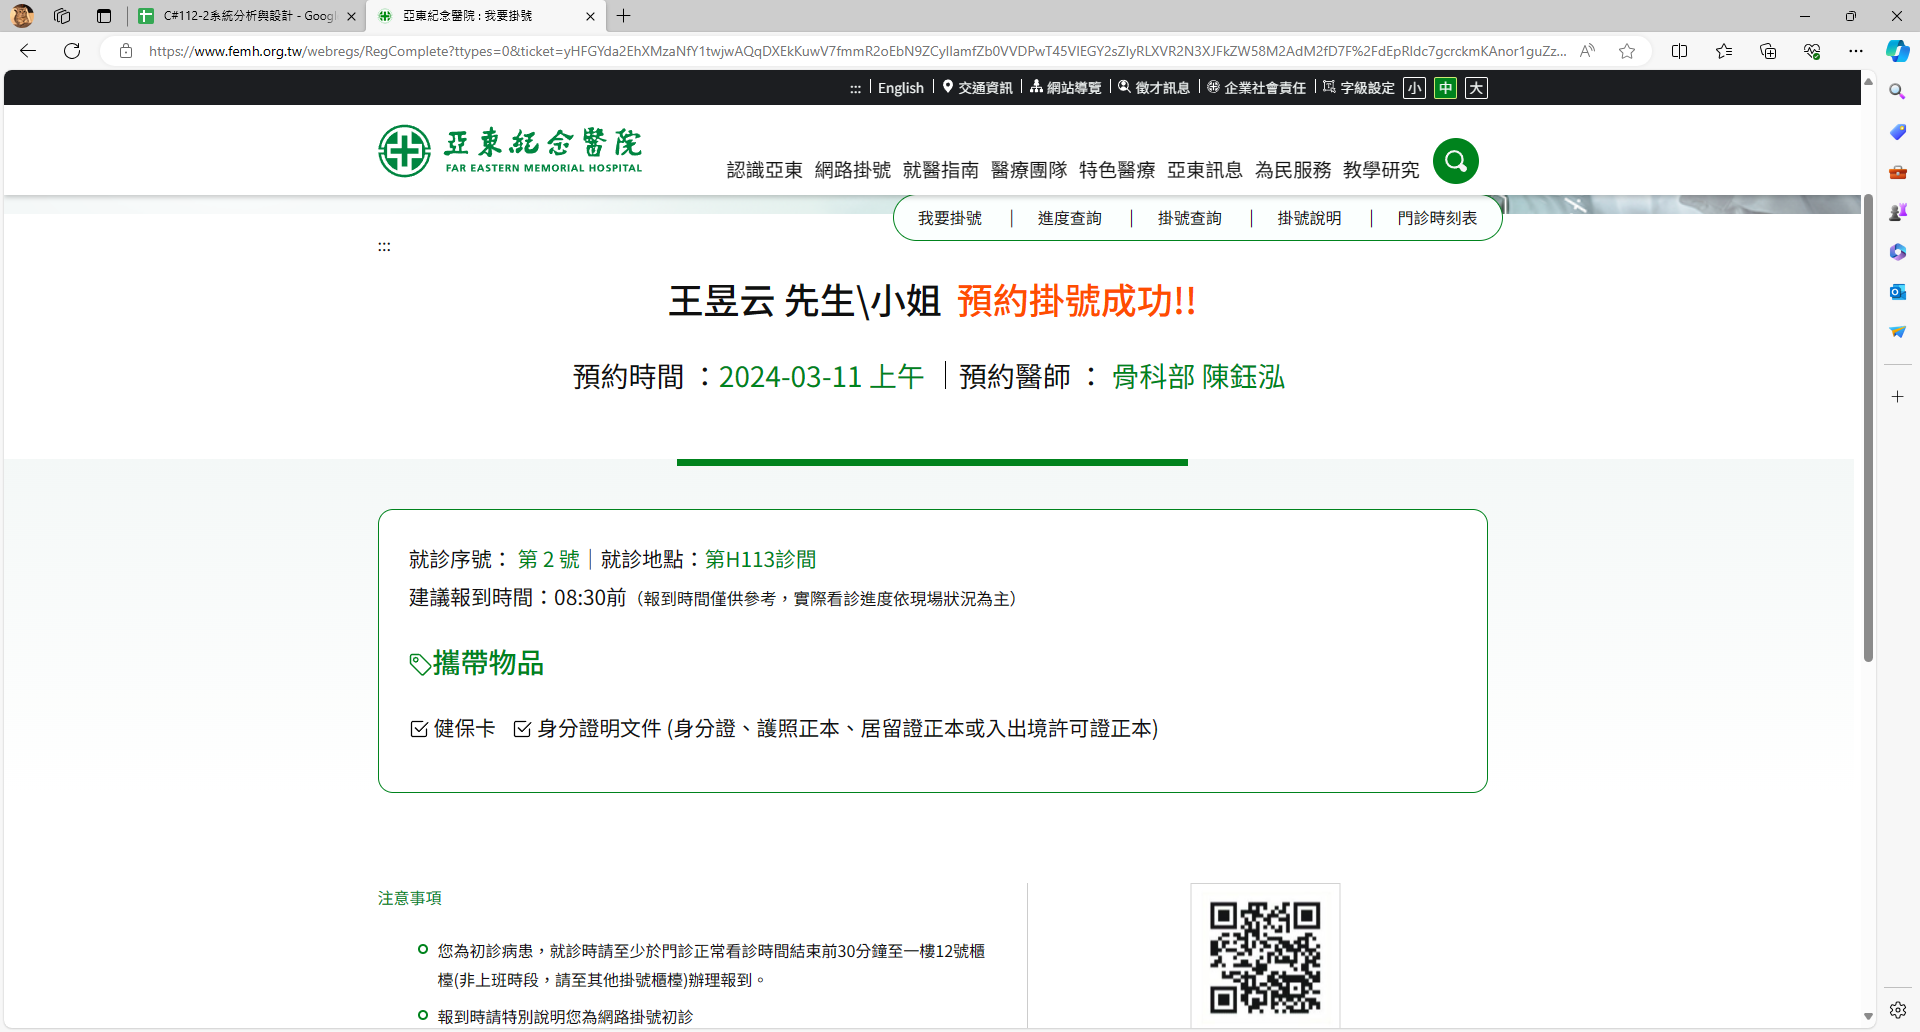 C#112-2系統分析與設計 - Goog
亞東紀念醫院 : 我要掛號
::: English 交通資訊 網站導覽 徵才訊息 企業社會責任 字級設定 小 中 大
亞東紀念醫院
FAR EASTERN MEMORIAL HOSPITAL
認識亞東 網路掛號 就醫指南 醫療團隊 特色醫療 亞東訊息 為民服務 教學研究
我要掛號 進度查詢 掛號查詢 掛號說明 門診時刻表
:::
王昱云 先生\小姐 預約掛號成功!!
預約時間 ：2024-03-11 上午 ｜預約醫師 ： 骨科部 陳鈺泓
就診序號： 第 2 號｜就診地點：第H113診間
建議報到時間：08:30前（報到時間僅供參考，實際看診進度依現場狀況為主）
攜帶物品
健保卡 身分證明文件 (身分證、護照正本、居留證正本或入出境許可證正本)
注意事項
您為初診病患，就診時請至少於門診正常看診時間結束前30分鐘至一樓12號櫃
檯(非上班時段，請至其他掛號櫃檯)辦理報到。
報到時請特別說明您為網路掛號初診